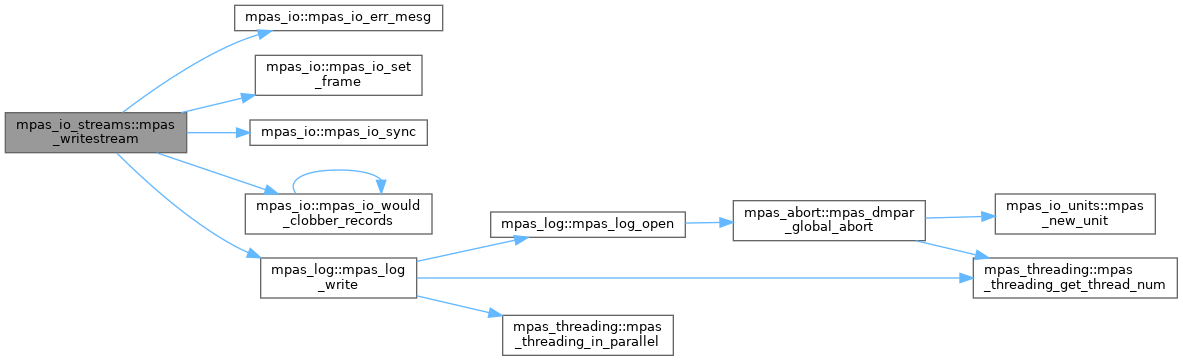 mpas_io::mpas_io_err_mesg
mpas_io::mpas_io_set
_frame
mpas_io_streams::mpas
_writestream
mpas_io::mpas_io_sync
mpas_io::mpas_io_would
_clobber_records
mpas_log::mpas_log
_write
mpas_log::mpas_log_open
mpas_abort::mpas_dmpar
_global_abort
mpas_io_units::mpas
_new_unit
mpas_threading::mpas
_threading_get_thread_num
mpas_threading::mpas
_threading_in_parallel